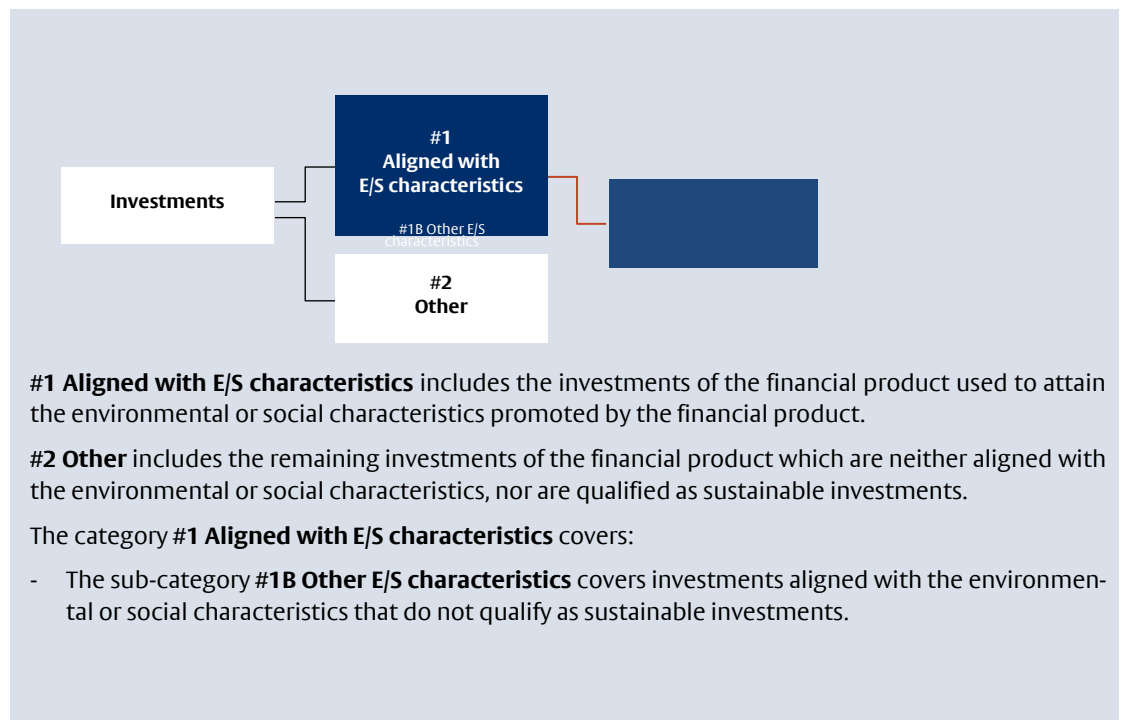 #1
Aligned with
E/S characteristics
Investments
#1B Other E/S
characteristics
#2
Other
#1 Aligned with E/S characteristics includes the investments of the financial product used to attain
the environmental or social characteristics promoted by the financial product.
#2 Other includes the remaining investments of the financial product which are neither aligned with
the environmental or social characteristics, nor are qualified as sustainable investments.
The category #1 Aligned with E/S characteristics covers:
- The sub-category #1B Other E/S characteristics covers investments aligned with the environmen-
tal or social characteristics that do not qualify as sustainable investments.